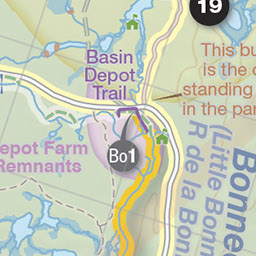 19
Basin
Depot
Trail
This bu
is the o
standing
in the par
Bo1
epot Farm
Remnants
Bonne
(Little Bonn
R de la Bon